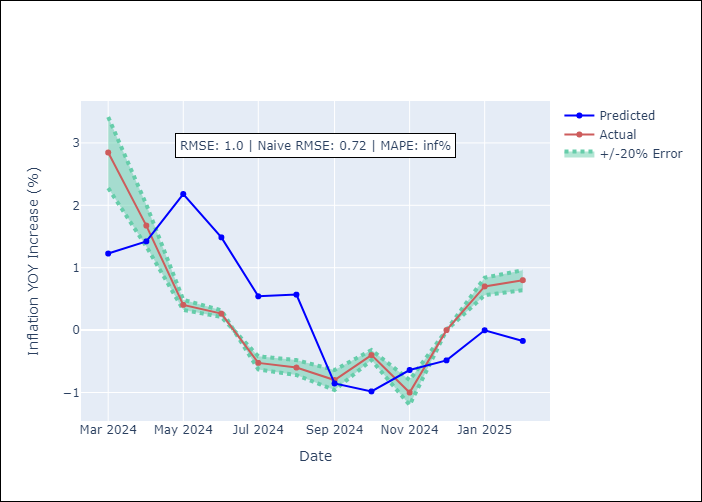 RMSE: 1.0 | Naive RMSE: 0.72 | MAPE: inf%
Predicted
Actual
+/-20% Error
Inflation YOY Increase (%)
3
2
1
0
−1
Mar 2024
May 2024
Jul 2024
Sep 2024
Nov 2024
Jan 2025
Date